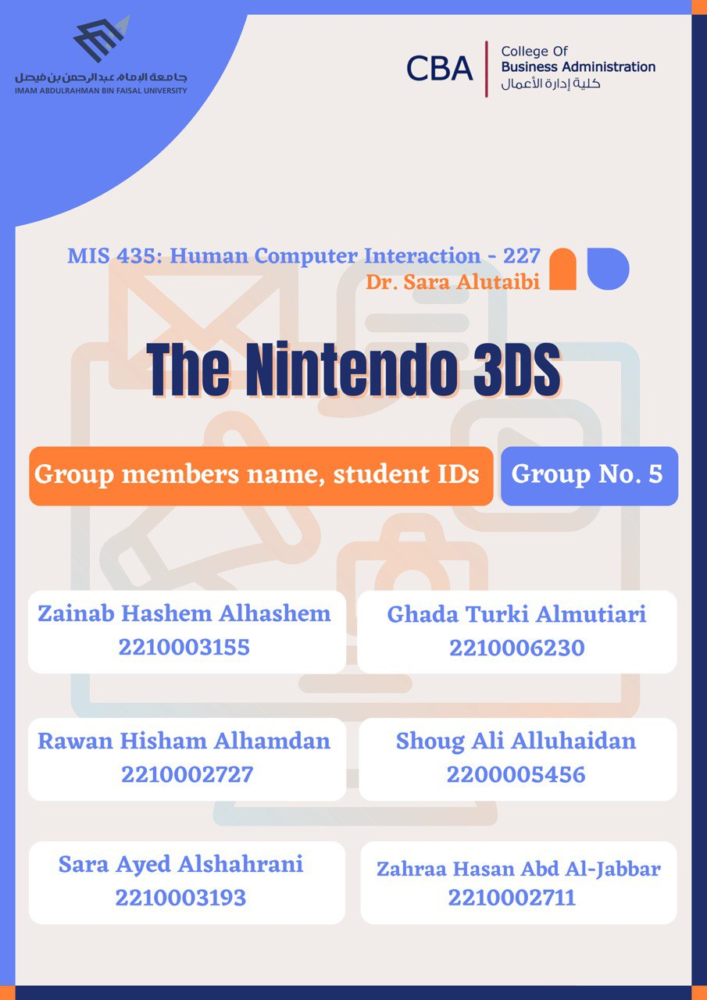 جامعة الإمام عبدالرحمن بن فيصل
IMAM ABDULRAHMAN BIN FAISAL UNIVERSITY
CBA
College Of
Business Administration
كلية إدارة الأعمال
MIS 435: Human Computer Interaction - 227
Dr. Sara Alutaibi
The Nintendo 3DS
Group members name, student IDs
Group No. 5
Zainab Hashem Alhashem
2210003155
Ghada Turki Almutiari
2210006230
Rawan Hisham Alhamdan
2210002727
Shoug Ali Alluhaidan
2200005456
Sara Ayed Alshahrani
2210003193
Zahraa Hasan Abd Al-Jabbar
2210002711